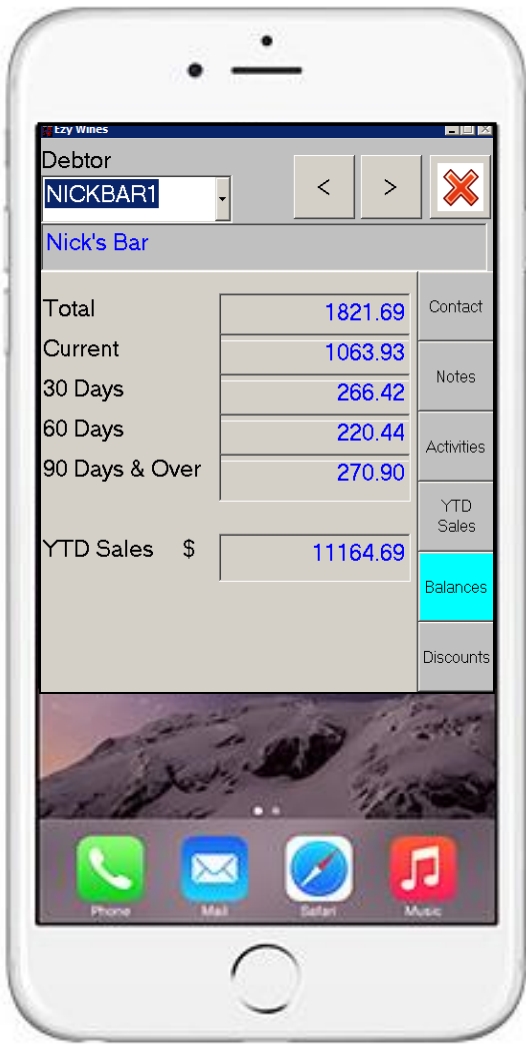 Ezy Wines
Debtor
NICKBAR1
< >
Nick's Bar
Total 1821.69
Current 1063.93
30 Days 266.42
60 Days 220.44
90 Days & Over 270.90
YTD Sales $ 11164.69
Contact
Notes
Activities
YTD
Sales
Balances
Discounts
Phone Mail Safari Music